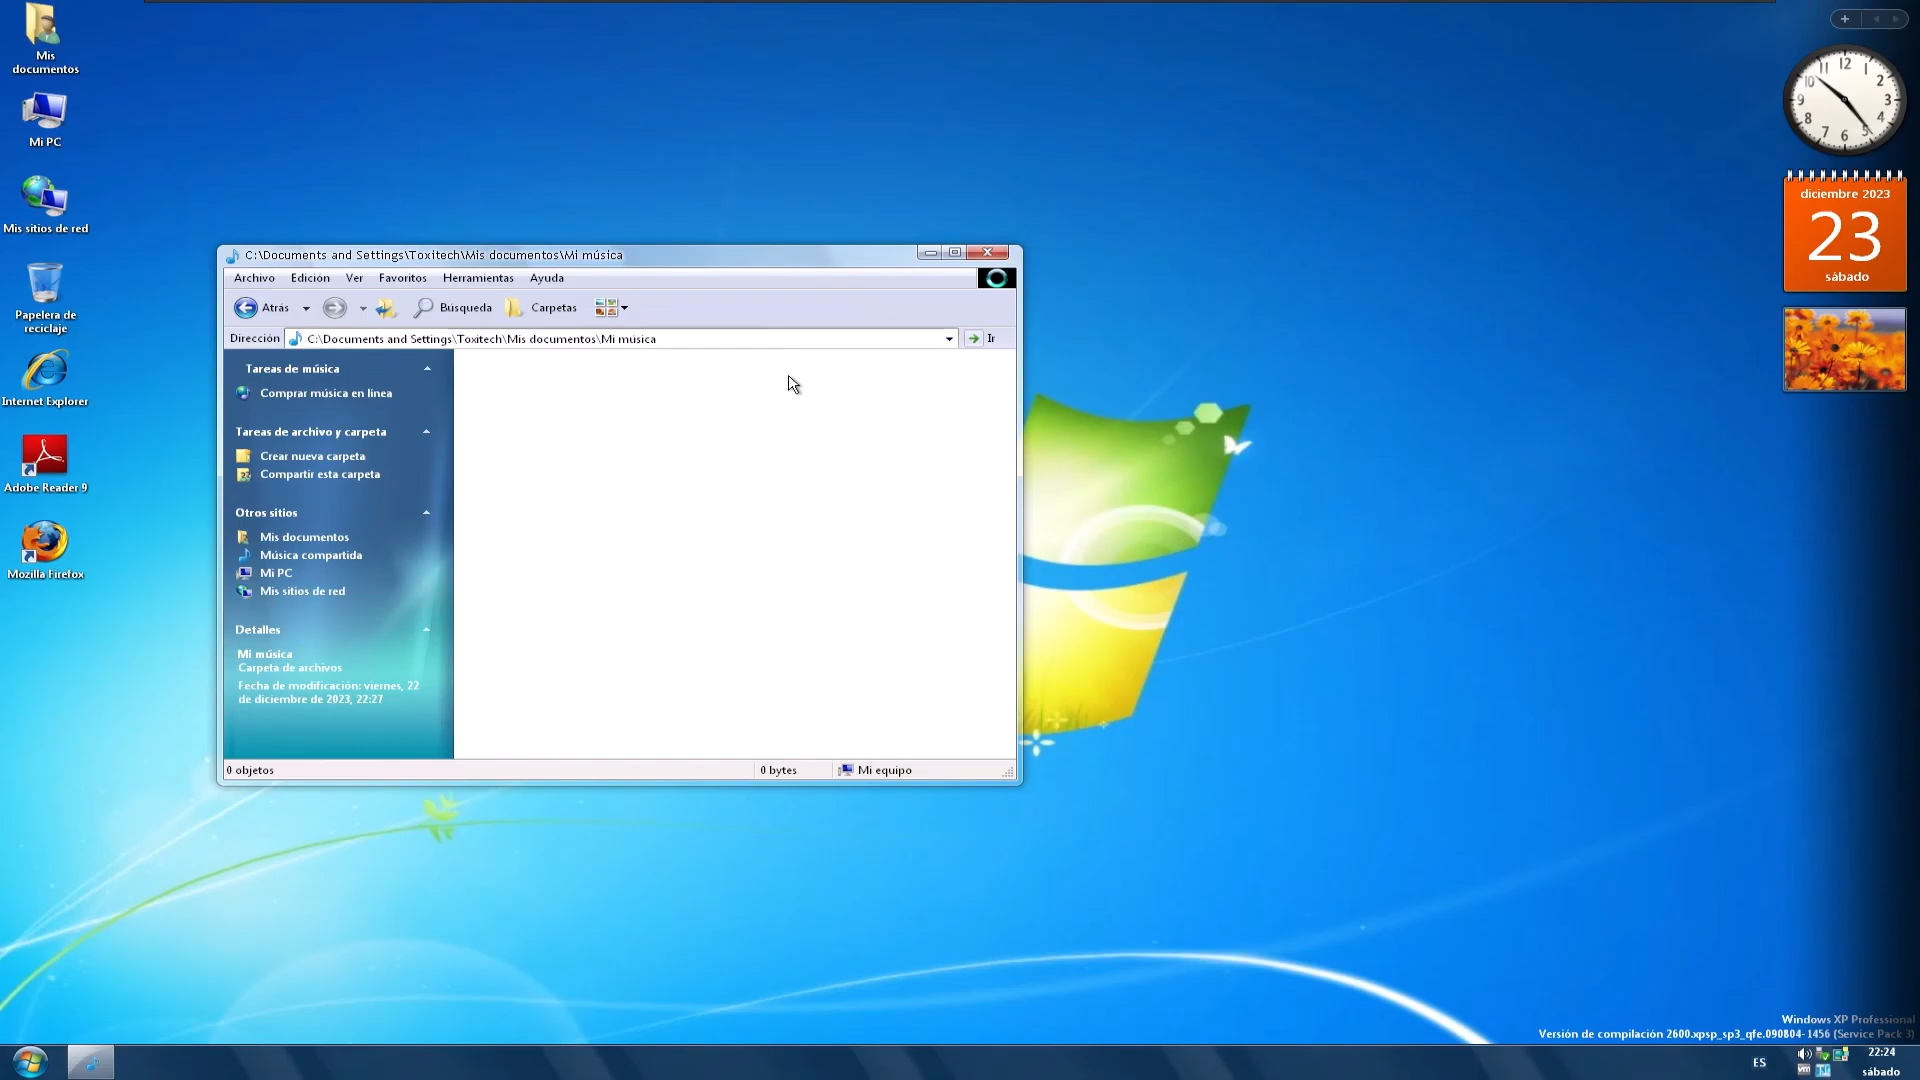 Mis
documentos
Mi PC
Mis sitios de red
Papelera de
reciclaje
Internet Explorer
Adobe Reader 9
Mozilla Firefox
C:\Documents and Settings\Toxitech\Mis documentos\Mi música
Archivo Edición Ver Favoritos Herramientas Ayuda
Atrás Búsqueda Carpetas
Dirección C:\Documents and Settings\Toxitech\Mis documentos\Mi música Ir
Tareas de música
Comprar música en línea
Tareas de archivo y carpeta
Crear nueva carpeta
Compartir esta carpeta
Otros sitios
Mis documentos
Música compartida
Mi PC
Mis sitios de red
Detalles
Mi música
Carpeta de archivos
Fecha de modificación: viernes, 22
de diciembre de 2023, 22:27
0 objetos 0 bytes Mi equipo
12
11 1
10 2
9 3
8 4
7 5
6
diciembre 2023
23
sábado
Windows XP Professional
Versión de compilación 2600.xpsp_sp3_qfe.090804-1456 (Service Pack 3)
ES
vm
22:24
sábado